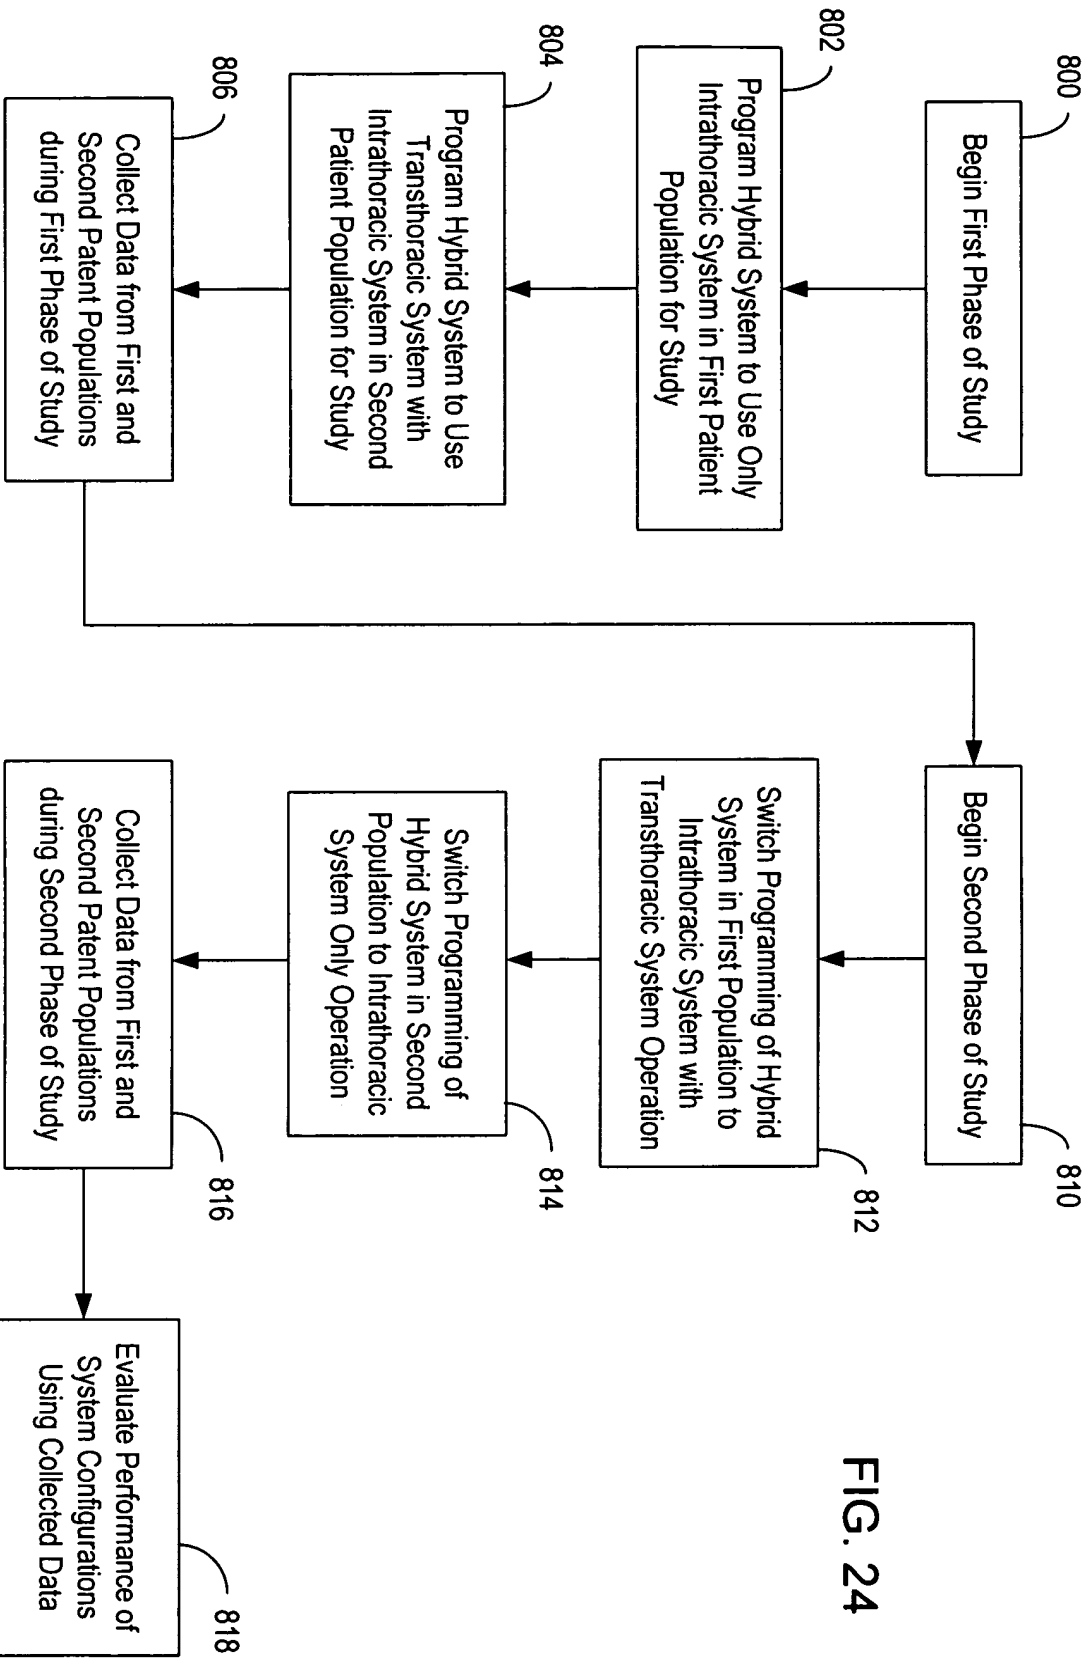 800
Begin First Phase of Study
802
Program Hybrid System to Use Only
Intrathoracic System in First Patient
Population for Study
804
Program Hybrid System to Use
Transthoracic System with
Intrathoracic System in Second
Patient Population for Study
806
Collect Data from First and
Second Patent Populations
during First Phase of Study
810
Begin Second Phase of Study
812
Switch Programming of Hybrid
System in First Population to
Intrathoracic System with
Transthoracic System Operation
814
Switch Programming of
Hybrid System in Second
Population to Intrathoracic
System Only Operation
816
Collect Data from First and
Second Patent Populations
during Second Phase of Study
818
Evaluate Performance of
System Configurations
Using Collected Data
FIG. 24